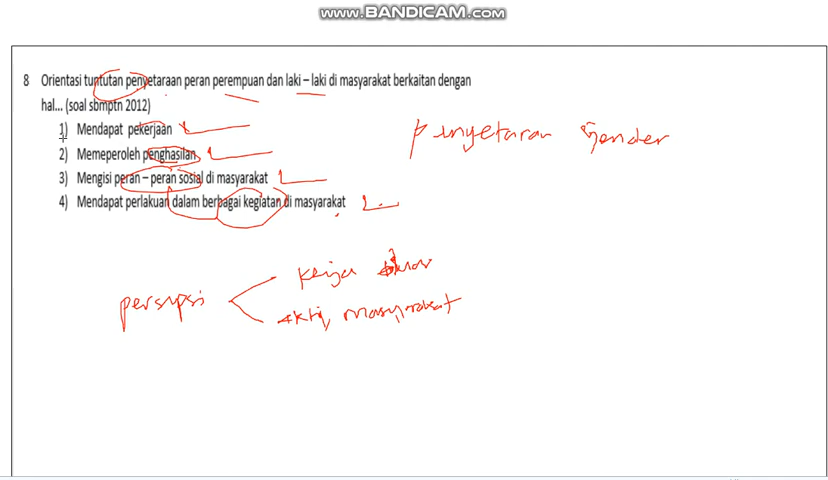 www.BANDICAM.com
8 Orientasi tuntutan penyetaraan peran perempuan dan laki – laki di masyarakat berkaitan dengan
hal... (soal sbmptn 2012)
1) Mendapat pekerjaan
2) Memeperoleh penghasilan
3) Mengisi peran – peran sosial di masyarakat
4) Mendapat perlakuan dalam berbagai kegiatan di masyarakat
penyetaran Gender
kerja
persepsi
masyarakat